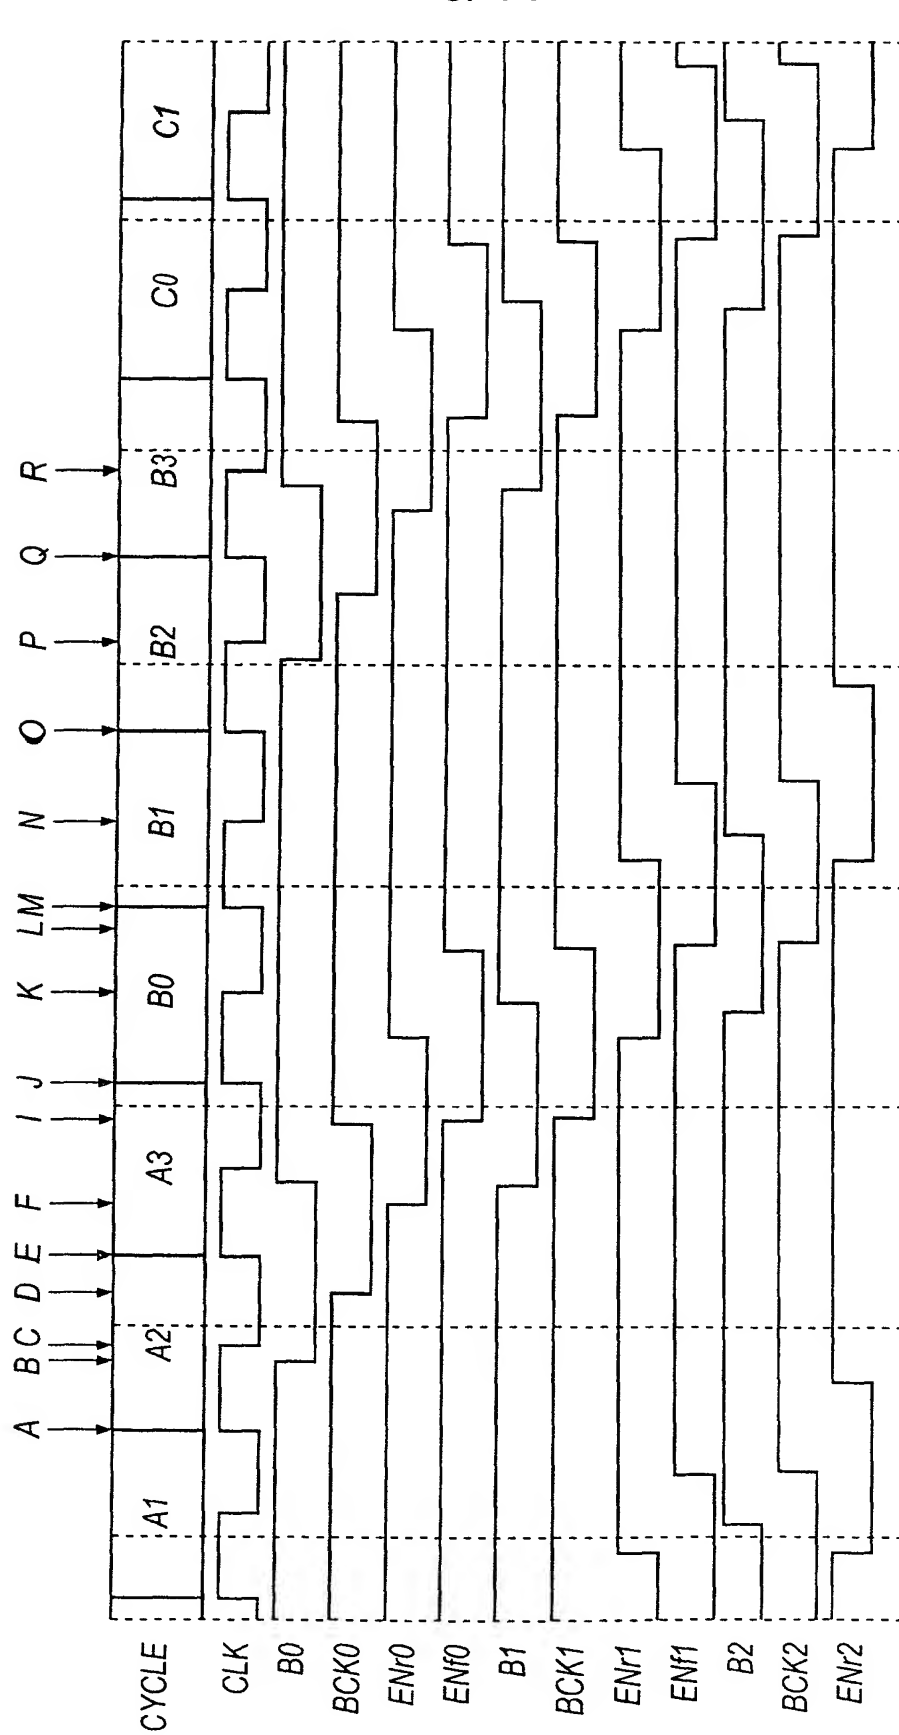 A B C D E F I J K L M N O P Q R
CYCLE A1 A2 A3 B0 B1 B2 B3 C0 C1
CLK
B0
BCK0
ENr0
ENf0
B1
BCK1
ENr1
ENf1
B2
BCK2
ENr2